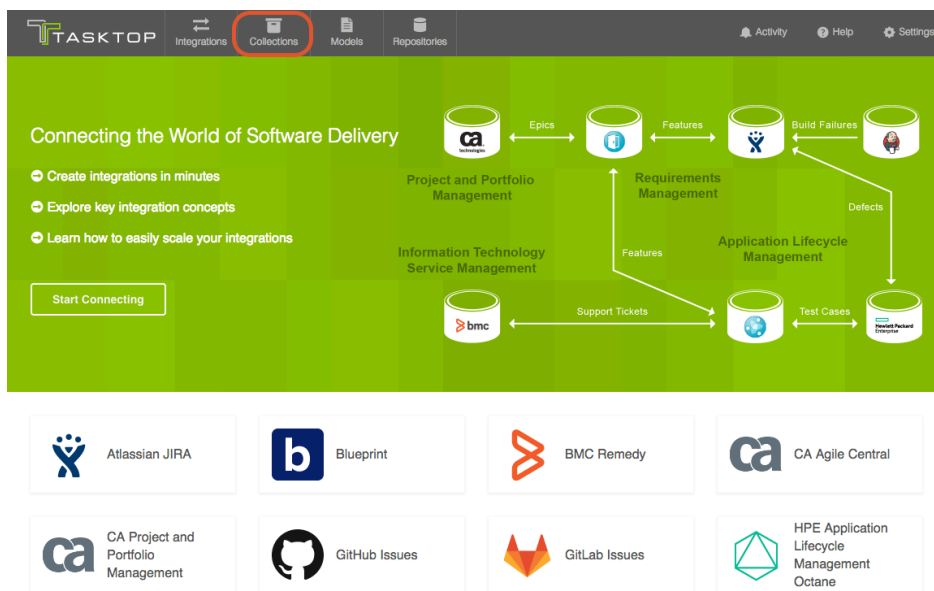 TASKTOP
Integrations
Collections
Models
Repositories
Activity
Help
Settings
Connecting the World of Software Delivery
Create integrations in minutes
Explore key integration concepts
Learn how to easily scale your integrations
Start Connecting
ca
technologies
Epics
Features
Build Failures
Project and Portfolio
Management
Requirements
Management
Defects
Information Technology
Service Management
Features
Application Lifecycle
Management
bmc
Support Tickets
Test Cases
Hewlett Packard
Enterprise
Atlassian JIRA
b
Blueprint
BMC Remedy
ca
CA Agile Central
ca
CA Project and
Portfolio
Management
GitHub Issues
GitLab Issues
HPE Application
Lifecycle
Management
Octane